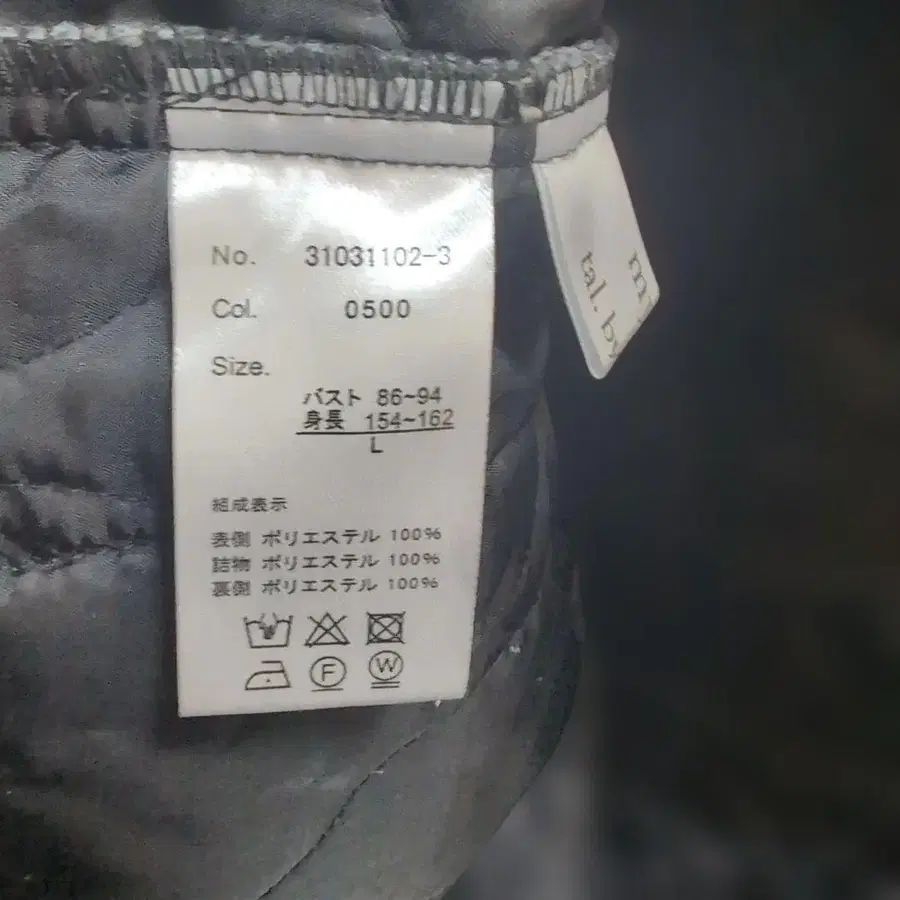 No. 31031102-3
Col. 0500
Size.
バスト 86~94
身長 154~162
L
組成表示
表側 ポリエステル 100%
詰物 ポリエステル 100%
裏側 ポリエステル 100%
F W
tal. by